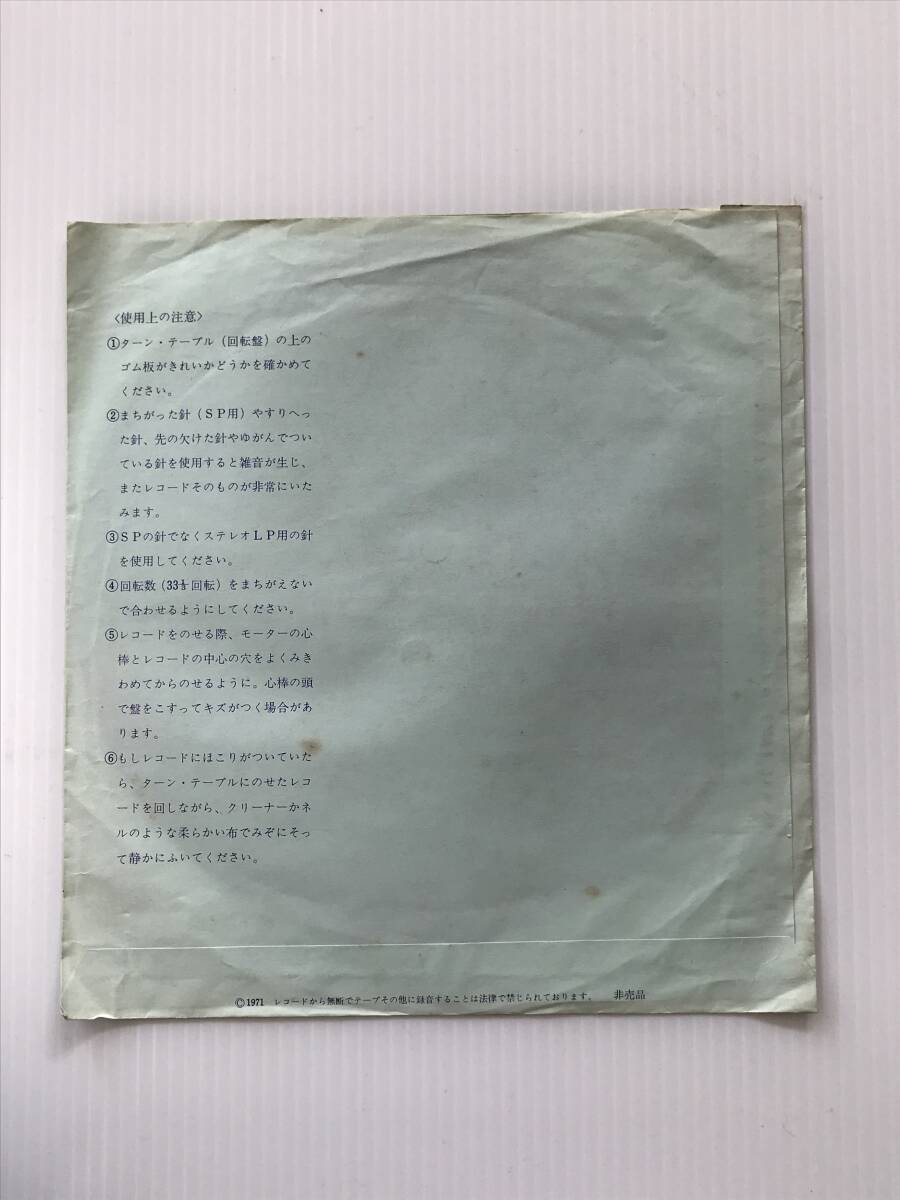 〈使用上の注意〉
①ターン・テーブル（回転盤）の上の
ゴム板がきれいかどうかを確かめて
ください。
②まちがった針（ＳＰ用）やすりへっ
た針、先の欠けた針やゆがんでつい
ている針を使用すると雑音が生じ、
またレコードそのものが非常にいた
みます。
③ＳＰの針でなくステレオＬＰ用の針
を使用してください。
④回転数（33⅓回転）をまちがえない
で合わせるようにしてください。
⑤レコードをのせる際、モーターの心
棒とレコードの中心の穴をよくみき
わめてからのせるように。心棒の頭
で盤をこすってキズがつく場合があ
ります。
⑥もしレコードにほこりがついていた
ら、ターン・テーブルにのせたレコ
ードを回しながら、クリーナーかネ
ルのような柔らかい布でみぞにそっ
て静かにふいてください。
Ⓒ1971　レコードから無断でテープその他に録音することは法律で禁じられております。　非売品